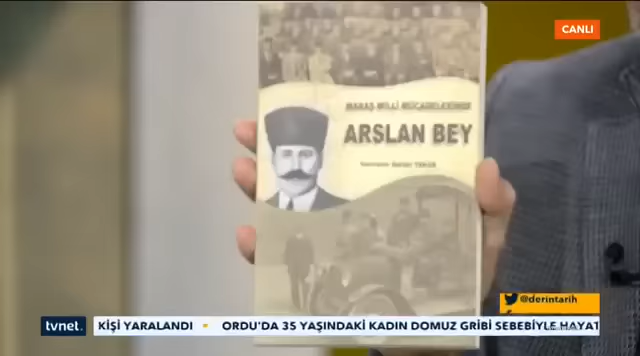 CANLI
MARAŞ MİLLİ MÜCADELESİNDE
ARSLAN BEY
@derintarih
tvnet
KİŞİ YARALANDI • ORDU'DA 35 YAŞINDAKİ KADIN DOMUZ GRİBİ SEBEBİYLE HAYAT